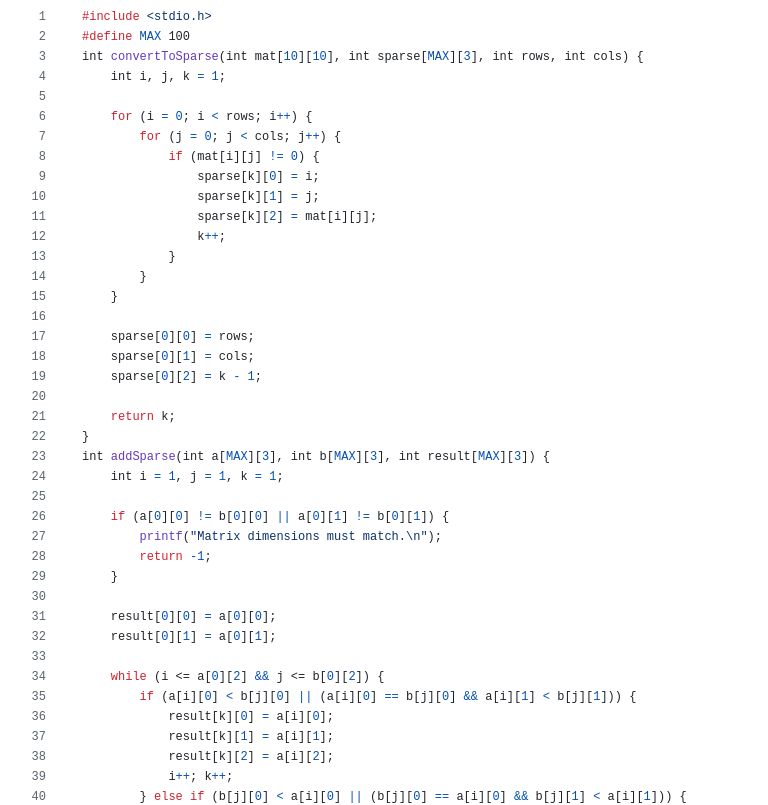 1 #include <stdio.h>
2 #define MAX 100
3 int convertToSparse(int mat[10][10], int sparse[MAX][3], int rows, int cols) {
4     int i, j, k = 1;
5
6     for (i = 0; i < rows; i++) {
7         for (j = 0; j < cols; j++) {
8             if (mat[i][j] != 0) {
9                 sparse[k][0] = i;
10                 sparse[k][1] = j;
11                 sparse[k][2] = mat[i][j];
12                 k++;
13             }
14         }
15     }
16
17     sparse[0][0] = rows;
18     sparse[0][1] = cols;
19     sparse[0][2] = k - 1;
20
21     return k;
22 }
23 int addSparse(int a[MAX][3], int b[MAX][3], int result[MAX][3]) {
24     int i = 1, j = 1, k = 1;
25
26     if (a[0][0] != b[0][0] || a[0][1] != b[0][1]) {
27         printf("Matrix dimensions must match.\n");
28         return -1;
29     }
30
31     result[0][0] = a[0][0];
32     result[0][1] = a[0][1];
33
34     while (i <= a[0][2] && j <= b[0][2]) {
35         if (a[i][0] < b[j][0] || (a[i][0] == b[j][0] && a[i][1] < b[j][1])) {
36             result[k][0] = a[i][0];
37             result[k][1] = a[i][1];
38             result[k][2] = a[i][2];
39             i++; k++;
40         } else if (b[j][0] < a[i][0] || (b[j][0] == a[i][0] && b[j][1] < a[i][1])) {